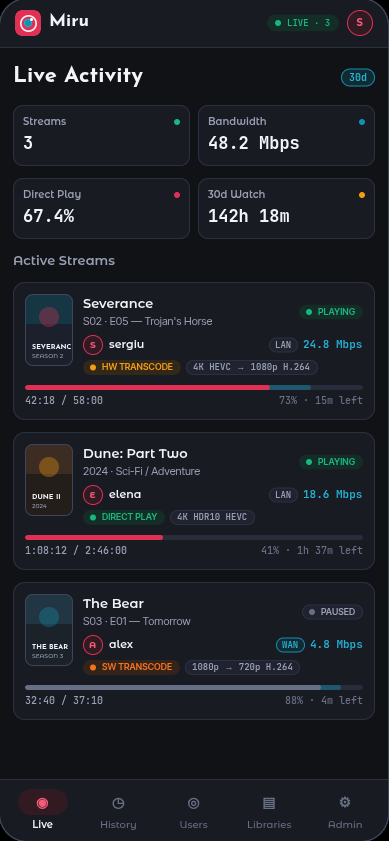 Miru
LIVE · 3
S
Live Activity
30d
Streams
3
Bandwidth
48.2 Mbps
Direct Play
67.4%
30d Watch
142h 18m
Active Streams
SEVERANC
SEASON 2
Severance
PLAYING
S02 · E05 — Trojan's Horse
S sergiu
LAN 24.8 Mbps
HW TRANSCODE
4K HEVC → 1080p H.264
42:18 / 58:00
73% · 15m left
DUNE II
2024
Dune: Part Two
PLAYING
2024 · Sci-Fi / Adventure
E elena
LAN 18.6 Mbps
DIRECT PLAY
4K HDR10 HEVC
1:08:12 / 2:46:00
41% · 1h 37m left
THE BEAR
SEASON 3
The Bear
PAUSED
S03 · E01 — Tomorrow
A alex
WAN 4.8 Mbps
SW TRANSCODE
1080p → 720p H.264
32:40 / 37:10
88% · 4m left
Live
History
Users
Libraries
Admin